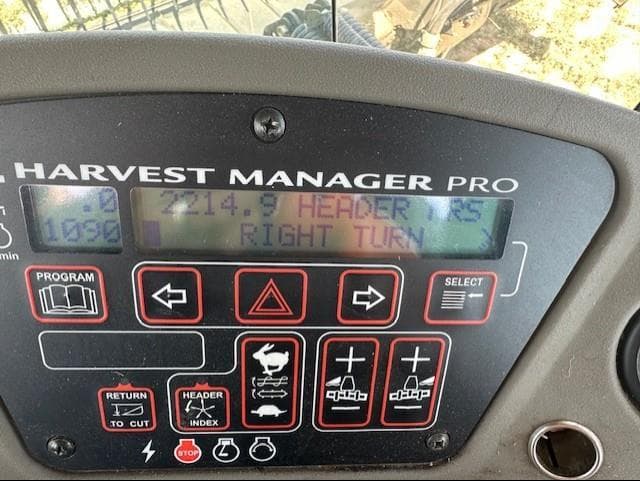 HARVEST MANAGER PRO
.0 2214.9 HEADER HRS
1090 RIGHT TURN
min
PROGRAM
SELECT
RETURN
TO CUT
HEADER
INDEX
STOP